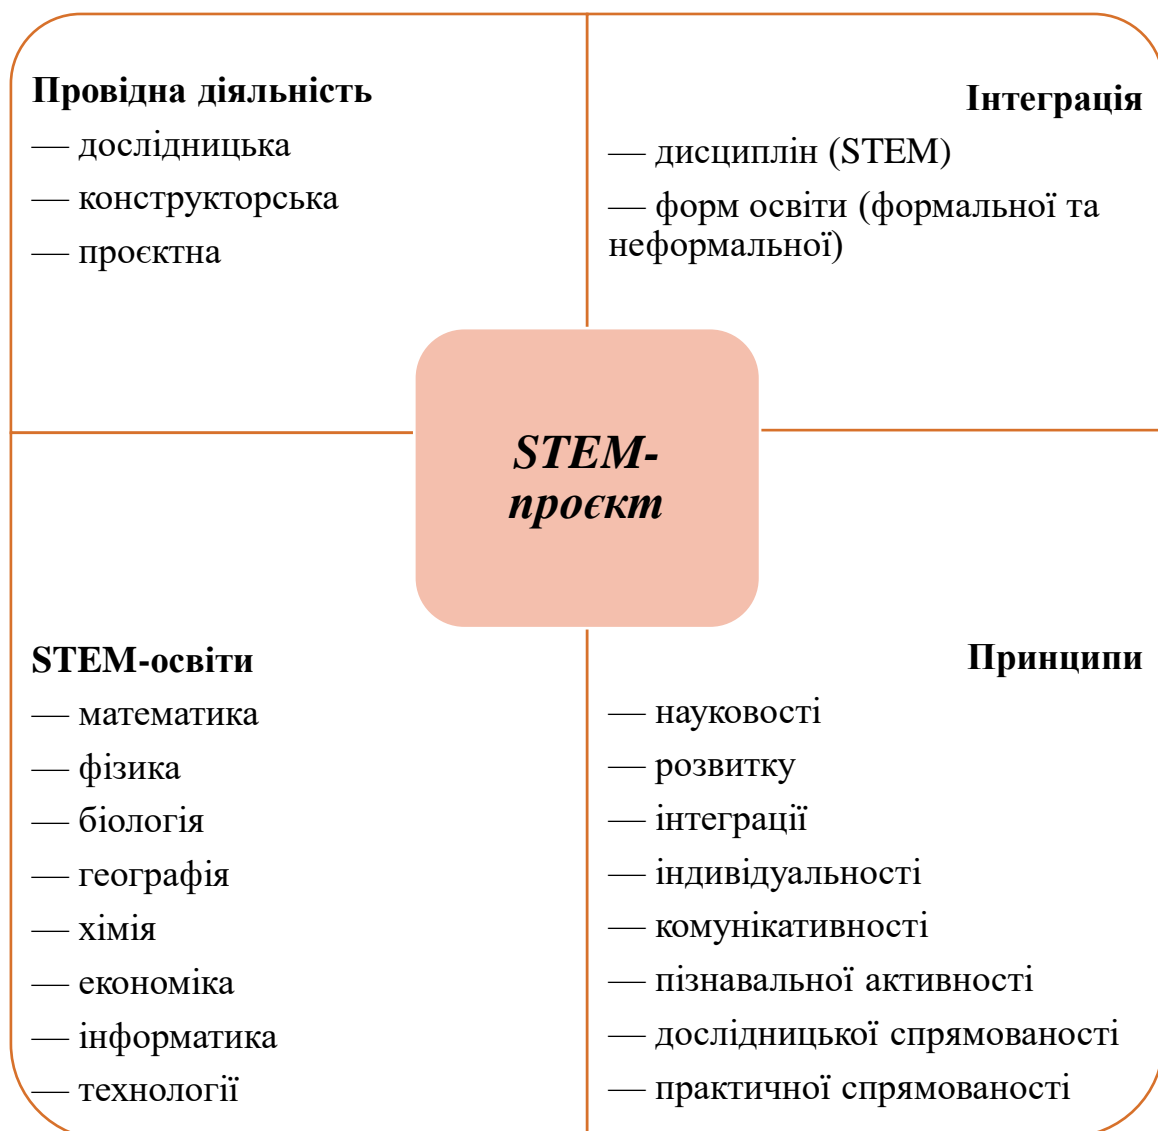 Провідна діяльність
— дослідницька
— конструкторська
— проєктна
Інтеграція
— дисциплін (STEM)
— форм освіти (формальної та
неформальної)
STEM-
проєкт
STEM-освіти
— математика
— фізика
— біологія
— географія
— хімія
— економіка
— інформатика
— технології
Принципи
— науковості
— розвитку
— інтеграції
— індивідуальності
— комунікативності
— пізнавальної активності
— дослідницької спрямованості
— практичної спрямованості